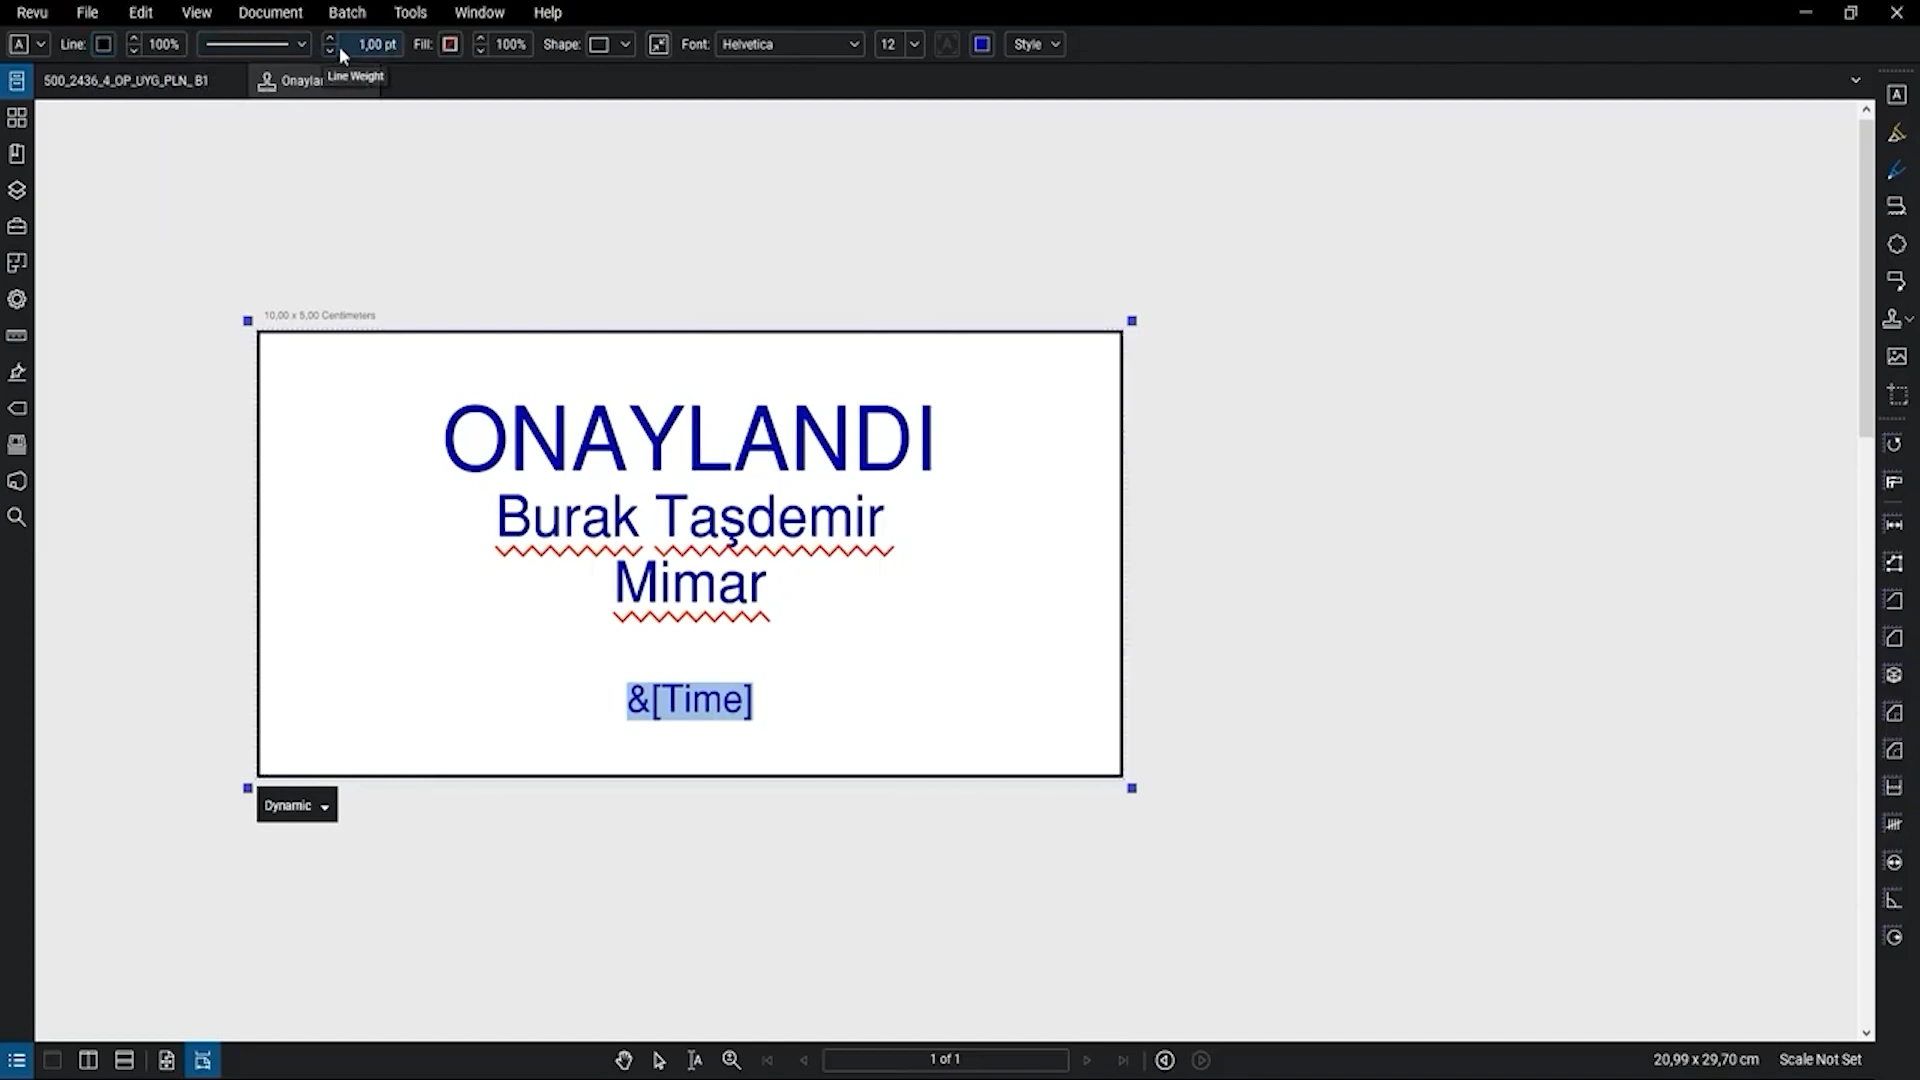 Revu File Edit View Document Batch Tools Window Help
Line: 100% 1,00 pt Fill: 100% Shape: Font: Helvetica 12 Style
500_2436_4_OP_UYG_PLN_B1
Line Weight
10,00 x 5,00 Centimeters
ONAYLANDI
Burak Taşdemir
Mimar
&[Time]
Dynamic
1 of 1 20,99 x 29,70 cm Scale Not Set